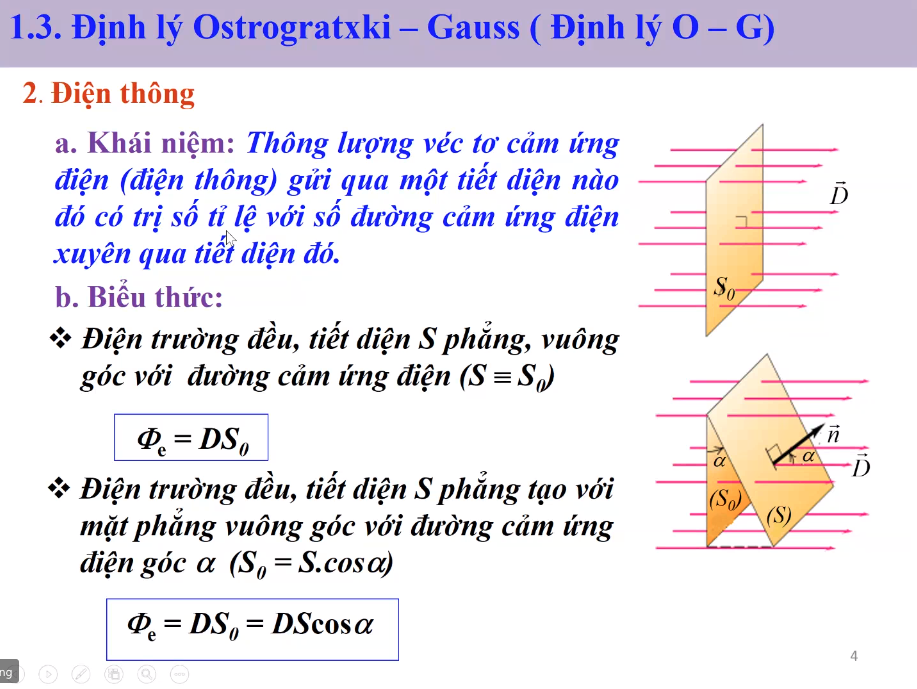 1.3. Định lý Ostrogratxki – Gauss ( Định lý O – G)
2. Điện thông
a. Khái niệm: Thông lượng véc tơ cảm ứng
điện (điện thông) gửi qua một tiết diện nào
đó có trị số tỉ lệ với số đường cảm ứng điện
xuyên qua tiết diện đó.
b. Biểu thức:
❖ Điện trường đều, tiết diện S phẳng, vuông
góc với đường cảm ứng điện (S ≡ S₀)
Φₑ = DS₀
❖ Điện trường đều, tiết diện S phẳng tạo với
mặt phẳng vuông góc với đường cảm ứng
điện góc α (S₀ = S.cosα)
Φₑ = DS₀ = DScosα
D⃗
S₀
n⃗
α
α
D⃗
(S₀)
(S)
4
ng